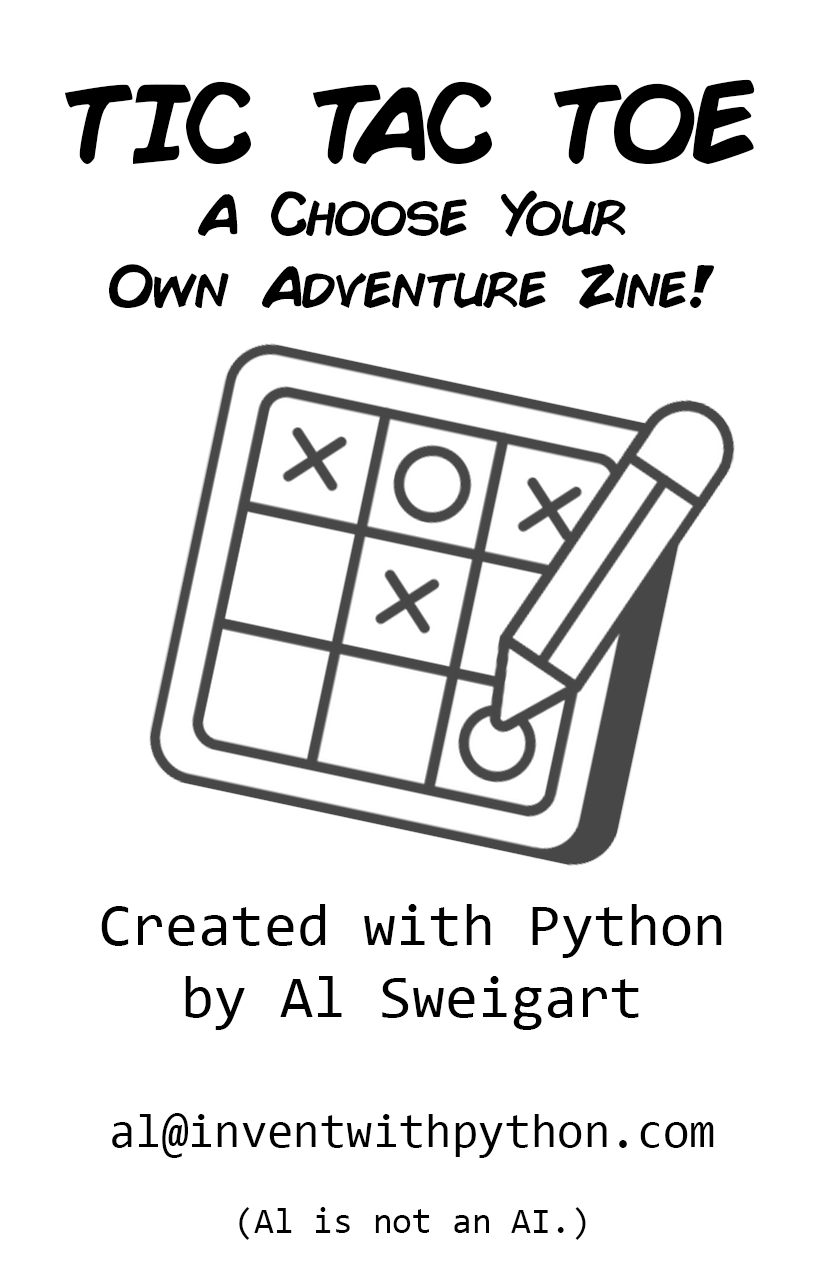 TIC TAC TOE
A CHOOSE YOUR
OWN ADVENTURE ZINE!
X O X
X
O
Created with Python
by Al Sweigart
al@inventwithpython.com
(Al is not an AI.)